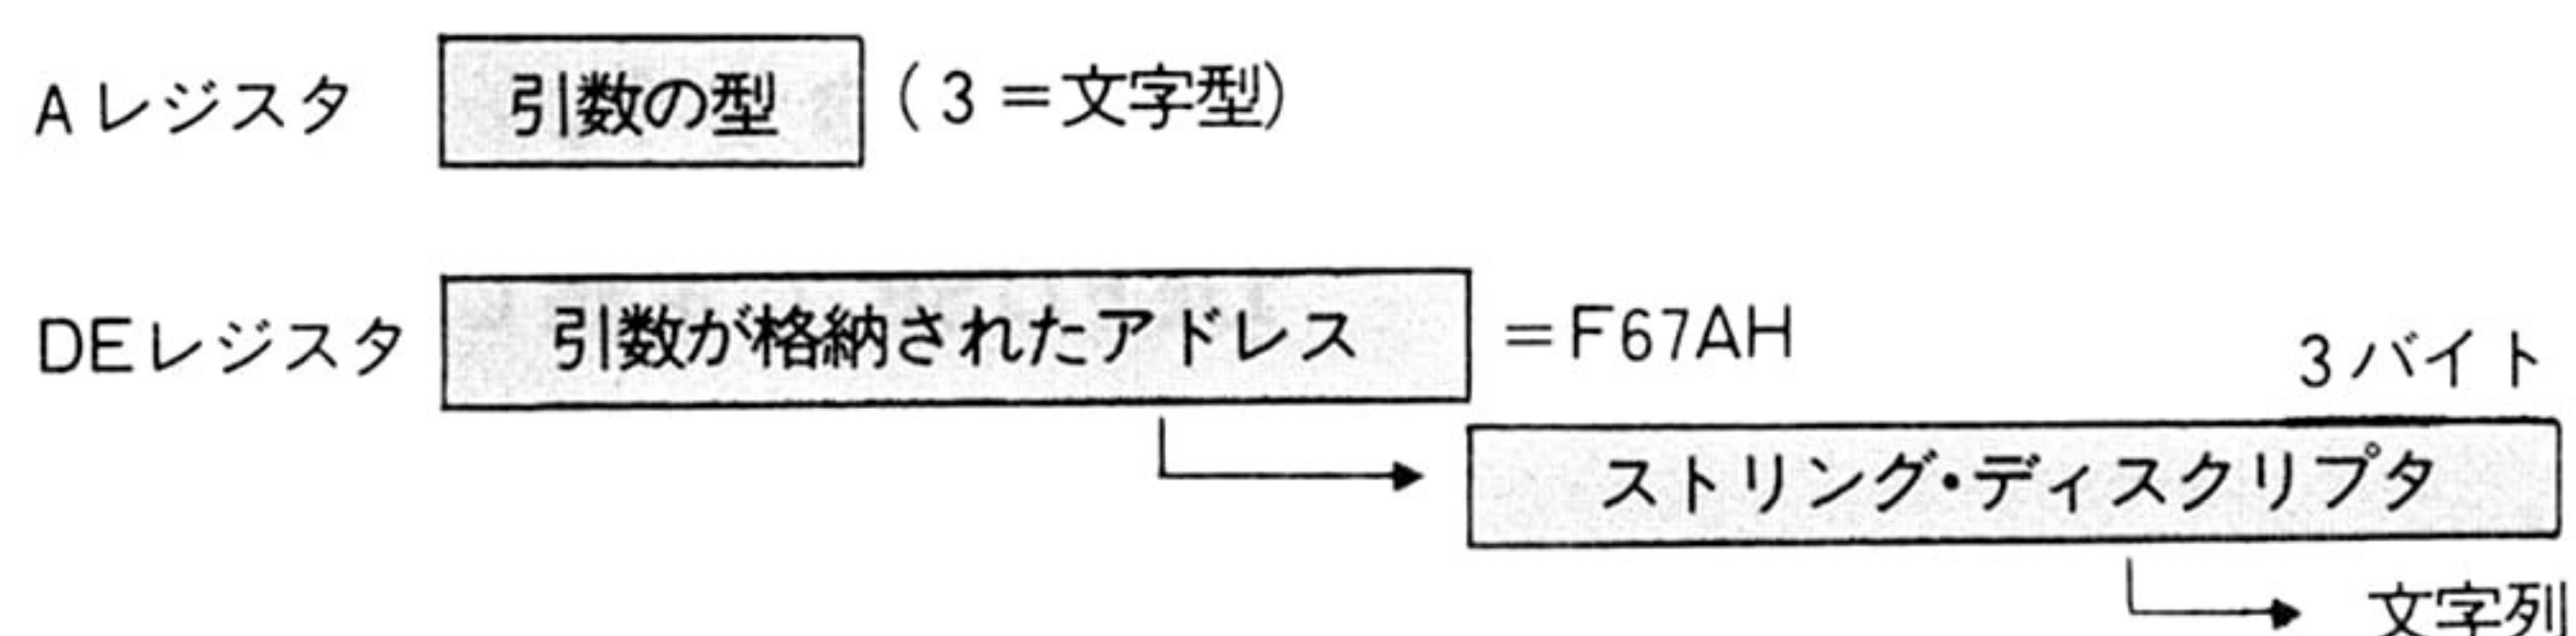 Aレジスタ 引数の型 (3=文字型)
DEレジスタ 引数が格納されたアドレス =F67AH
3バイト
ストリング・ディスクリプタ
文字列